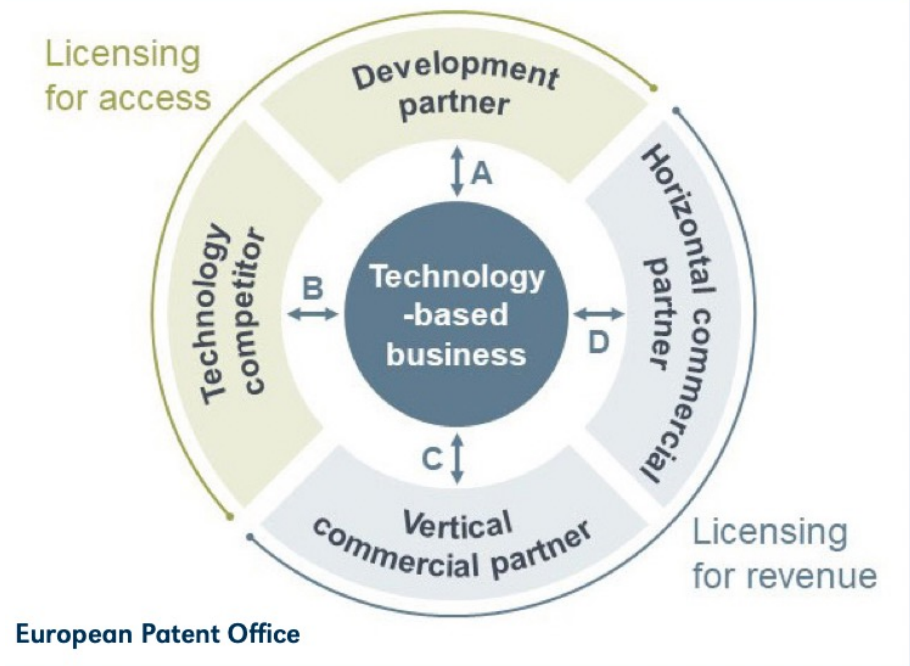 Licensing
for access
Development
partner
A
Technology
competitor
B
Technology
-based
business
D
Horizontal commercial
partner
C
Vertical
commercial partner
Licensing
for revenue
European Patent Office